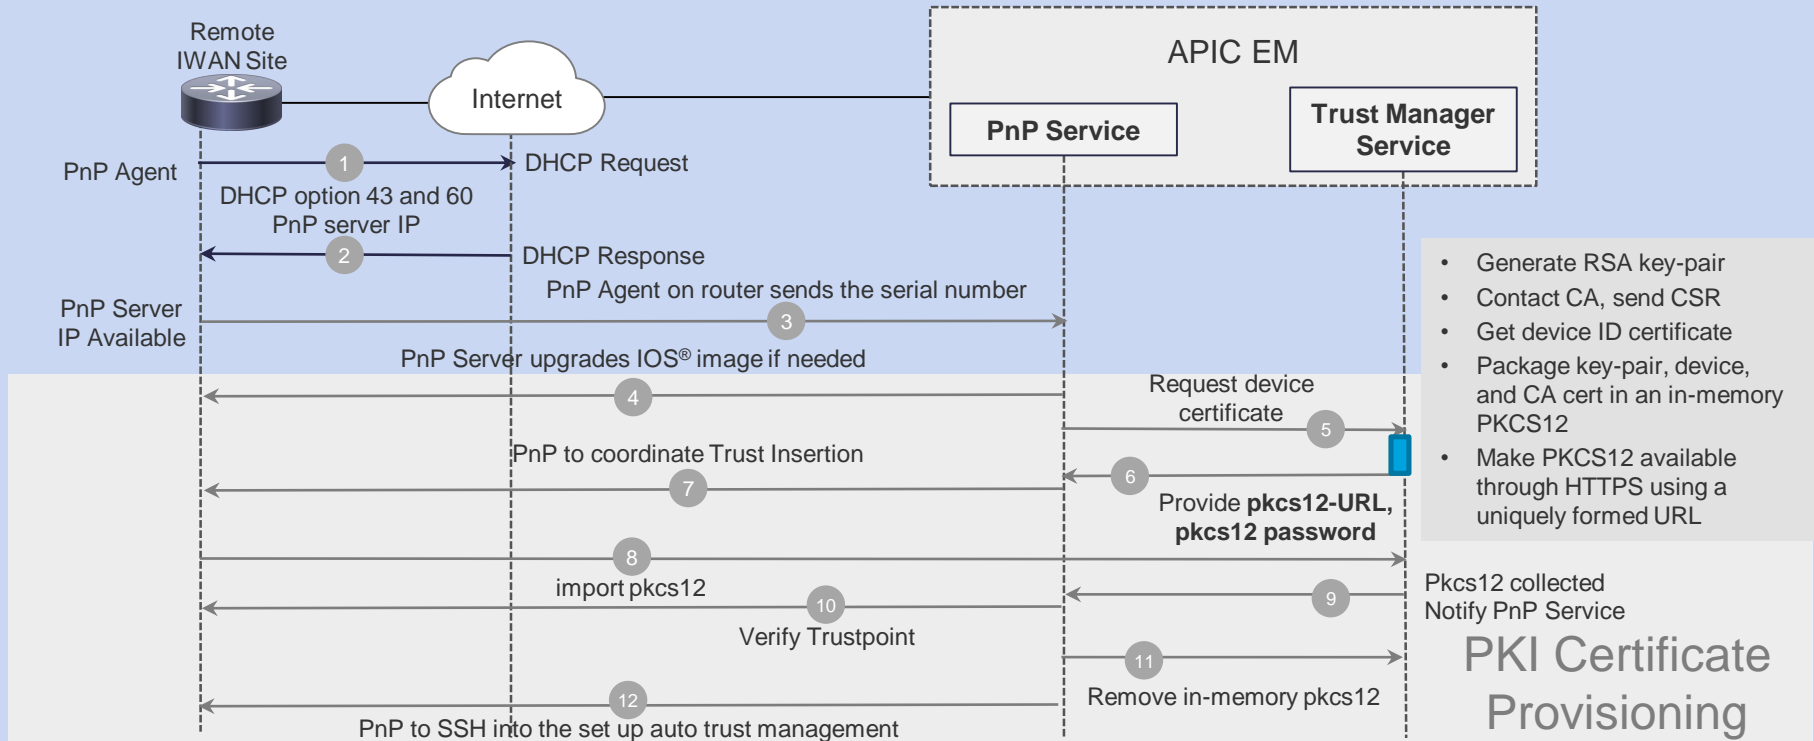 Remote
IWAN Site
Internet
APIC EM
PnP Service
Trust Manager
Service
PnP Agent
1
DHCP Request
DHCP option 43 and 60
PnP server IP
2
DHCP Response
PnP Agent on router sends the serial number
PnP Server
IP Available
3
PnP Server upgrades IOS® image if needed
4
Request device
certificate
5
PnP to coordinate Trust Insertion
6
7
Provide pkcs12-URL,
pkcs12 password
8
import pkcs12
9
Pkcs12 collected
Notify PnP Service
10
Verify Trustpoint
11
Remove in-memory pkcs12
12
PnP to SSH into the set up auto trust management
• Generate RSA key-pair
• Contact CA, send CSR
• Get device ID certificate
• Package key-pair, device,
and CA cert in an in-memory
PKCS12
• Make PKCS12 available
through HTTPS using a
uniquely formed URL
PKI Certificate
Provisioning